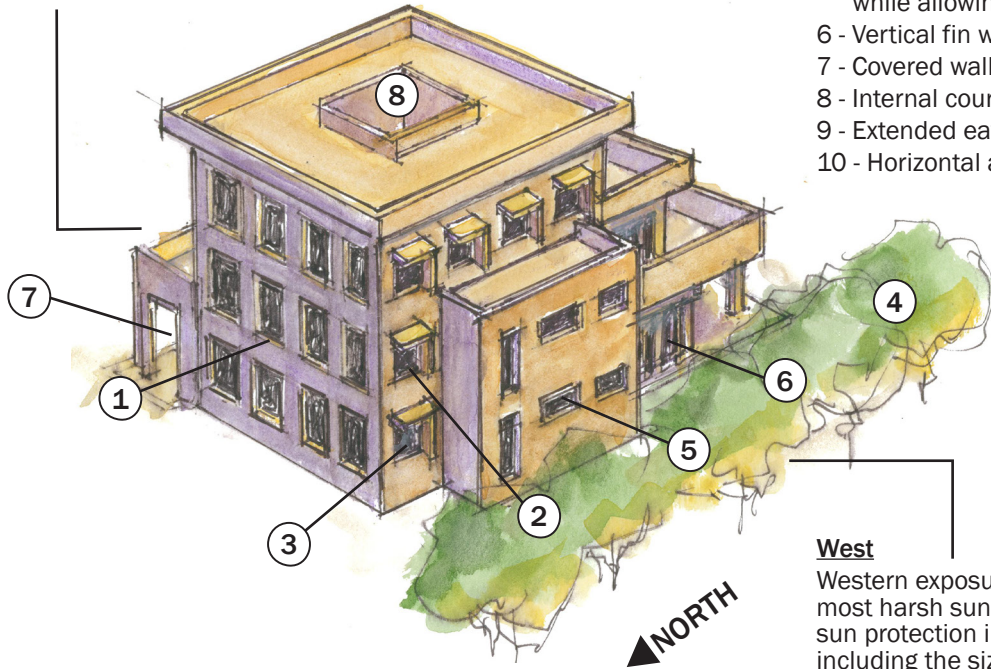 while allowin
6 - Vertical fin w
7 - Covered wall
8 - Internal cour
9 - Extended ea
10 - Horizontal a
8
7
4
1
6
5
2
3
NORTH
West
Western exposu
most harsh sun
sun protection i
including the siz